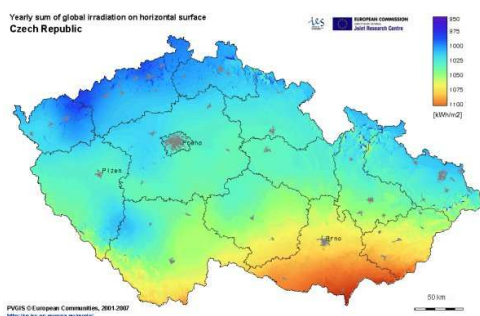 Yearly sum of global irradiation on horizontal surface
Czech Republic
ies
EUROPEAN COMMISSION
Joint Research Centre
950
975
1000
1025
1050
1075
1100
[kWh/m2]
Praha
Plzen
Brno
50 km
PVGIS © European Communities, 2001-2007